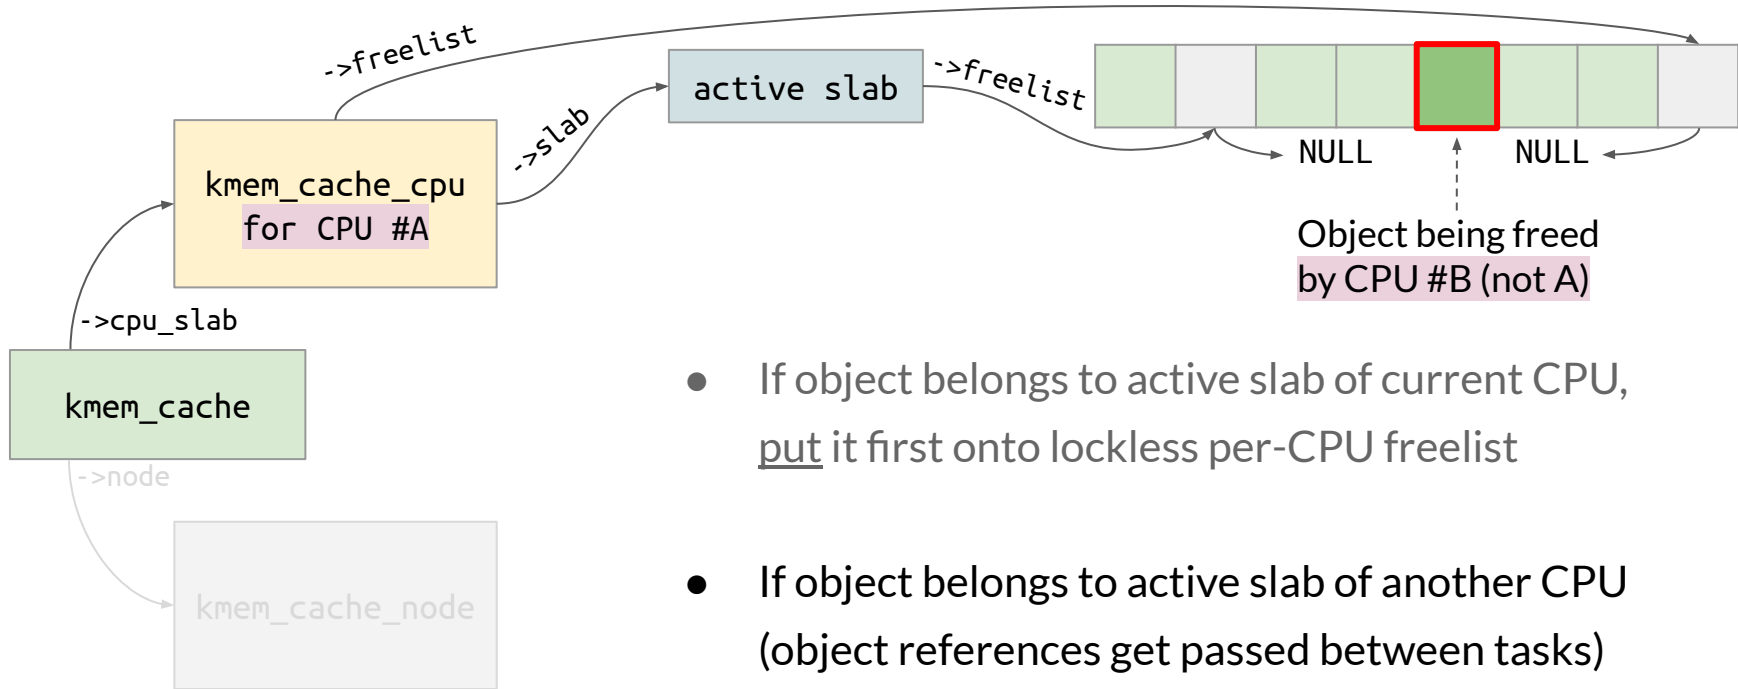 ->freelist
active slab
->freelist
->slab
NULL
NULL
kmem_cache_cpu
for CPU #A
Object being freed
by CPU #B (not A)
->cpu_slab
kmem_cache
->node
kmem_cache_node
● If object belongs to active slab of current CPU,
put it first onto lockless per-CPU freelist
● If object belongs to active slab of another CPU
(object references get passed between tasks)